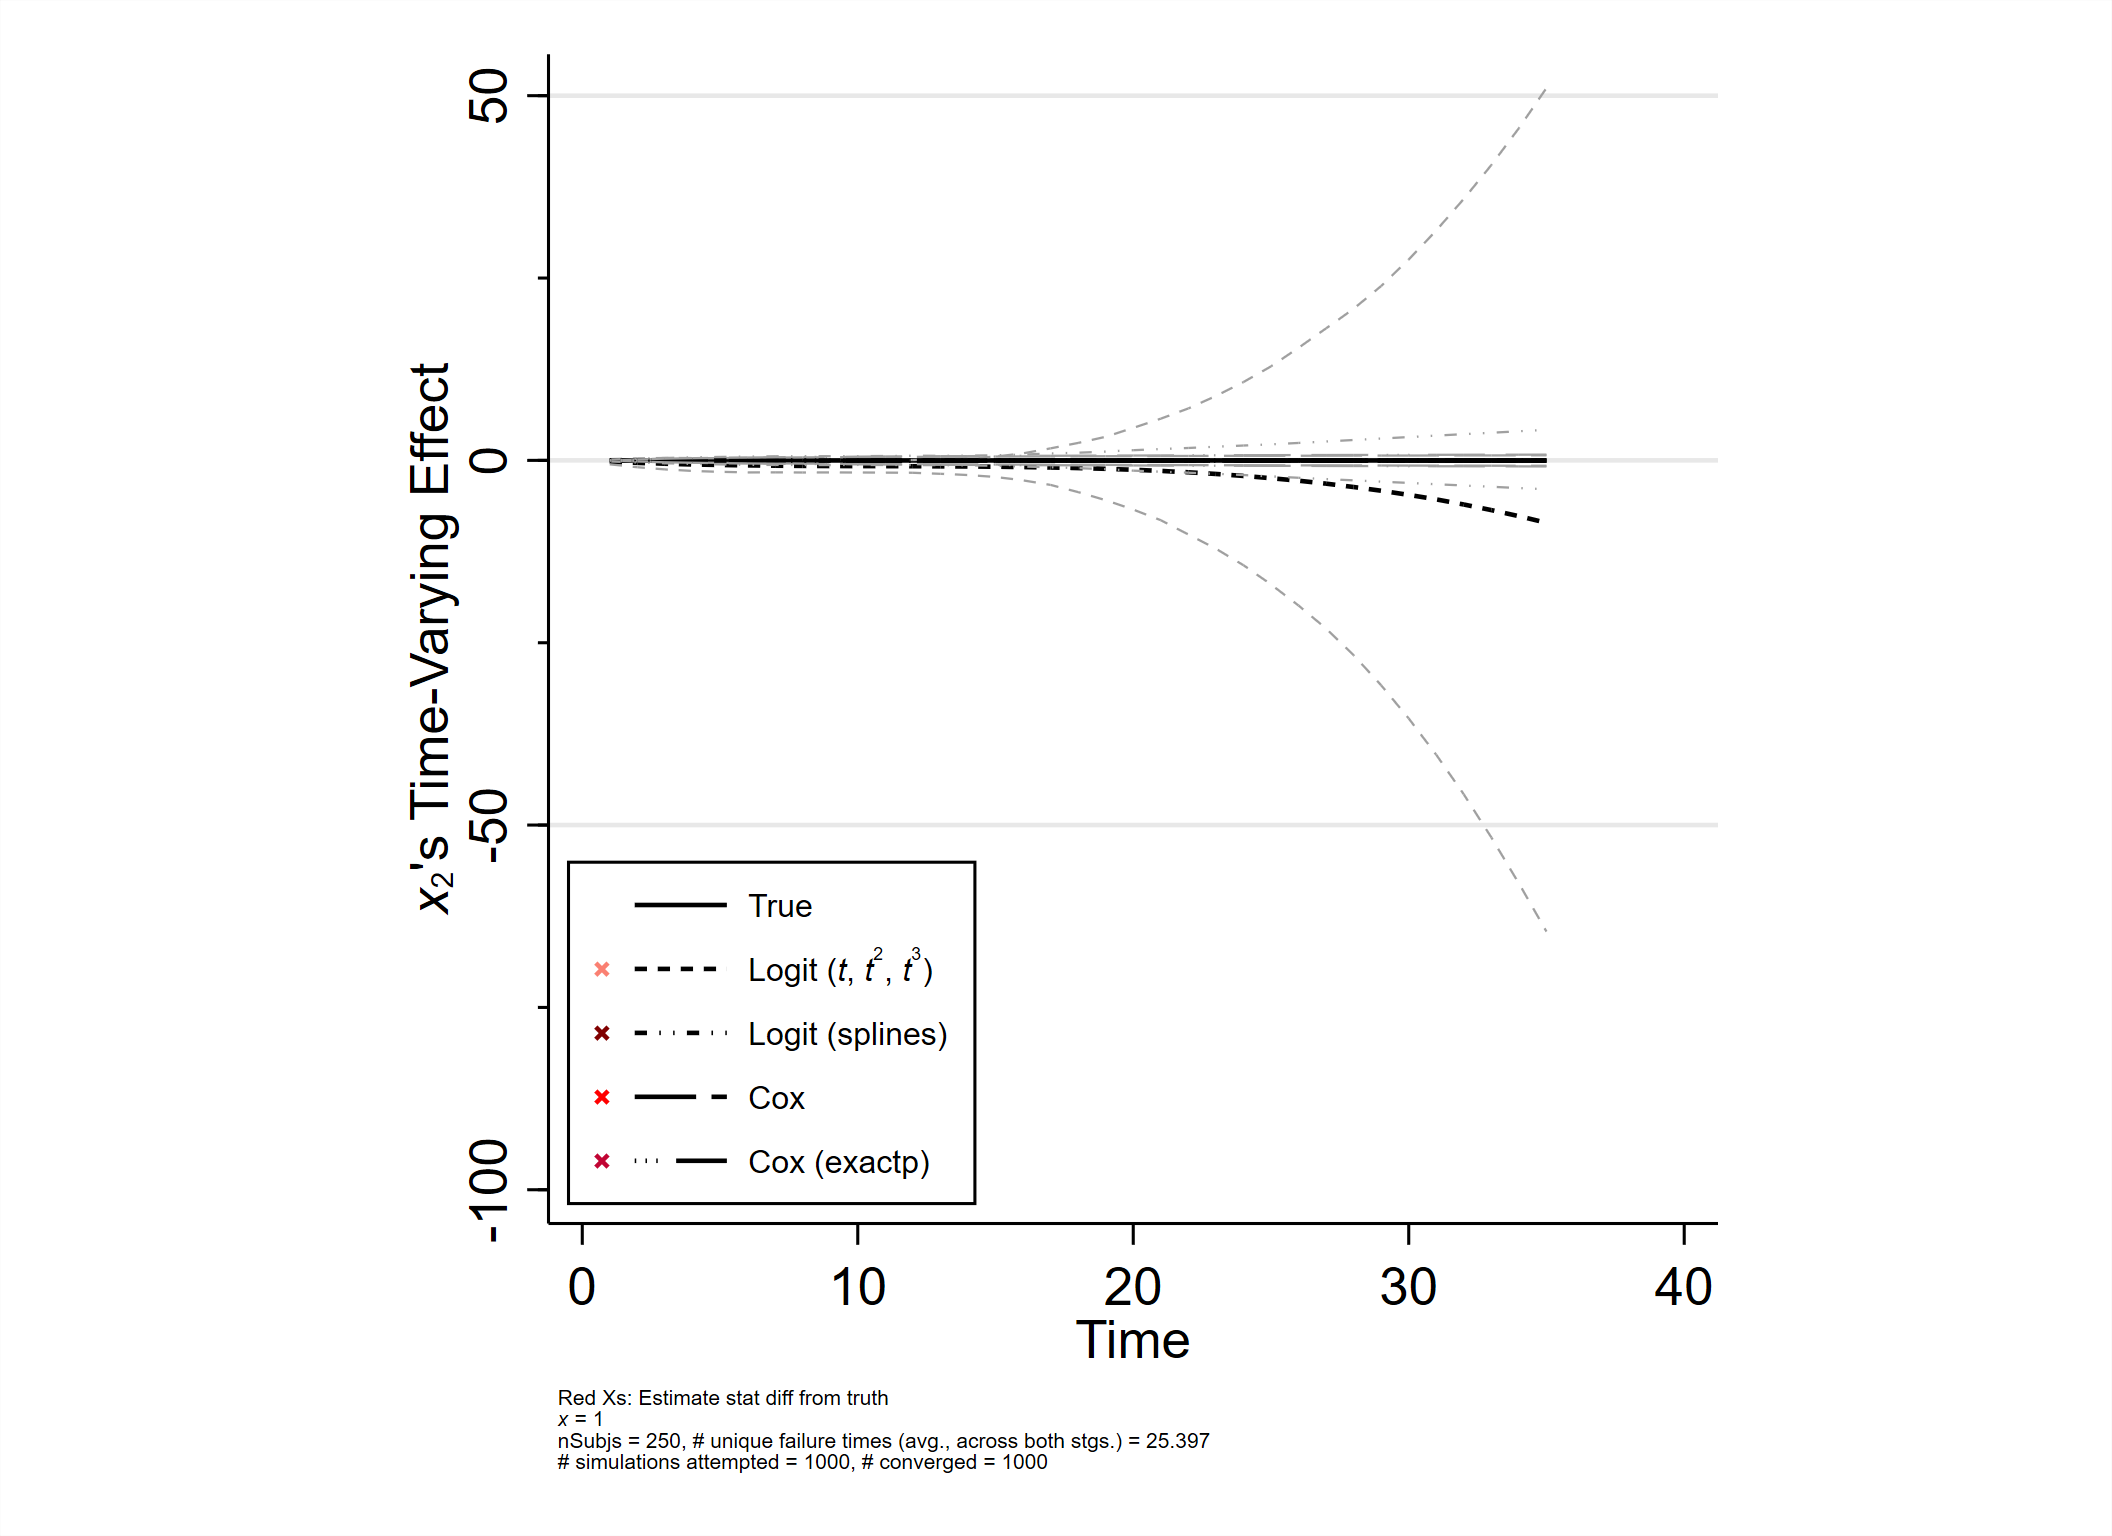 50
0
-50
-100
x₂'s Time-Varying Effect
True
Logit (t, t², t³)
Logit (splines)
Cox
Cox (exactp)
0 10 20 30 40
Time
Red Xs: Estimate stat diff from truth
x = 1
nSubjs = 250, # unique failure times (avg., across both stgs.) = 25.397
# simulations attempted = 1000, # converged = 1000